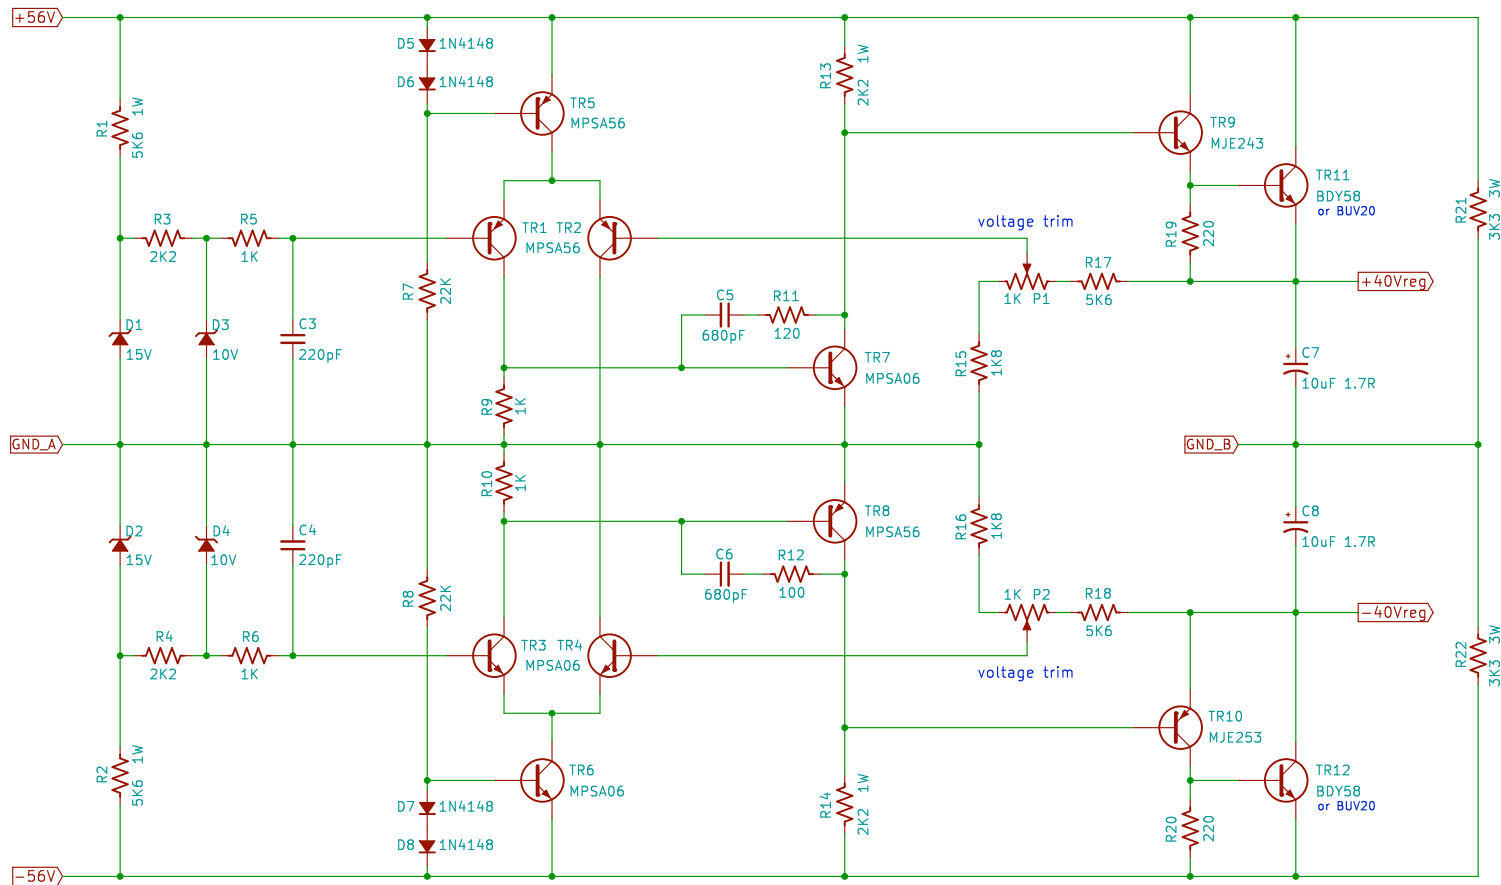 +56V
D5 1N4148
D6 1N4148
TR5
MPSA56
R13
2K2 1W
R1
5K6 1W
TR9
MJE243
TR11
BDY58
or BUV20
R21
3K3 3W
R3
2K2
R5
1K
TR1 TR2
MPSA56
voltage trim
R19
220
R7
22K
1K P1
R17
5K6
+40Vreg
D1
15V
D3
10V
C3
220pF
C5
680pF
R11
120
TR7
MPSA06
R15
1K8
C7
+
10uF 1.7R
R9
1K
GND_A
GND_B
R10
1K
D2
15V
D4
10V
C4
220pF
TR8
MPSA56
R16
1K8
C8
+
10uF 1.7R
C6
680pF
R12
100
R8
22K
1K P2
R18
5K6
-40Vreg
R4
2K2
R6
1K
TR3 TR4
MPSA06
voltage trim
R22
3K3 3W
TR10
MJE253
R2
5K6 1W
TR6
MPSA06
TR12
BDY58
or BUV20
D7 1N4148
R14
2K2 1W
R20
220
D8 1N4148
-56V